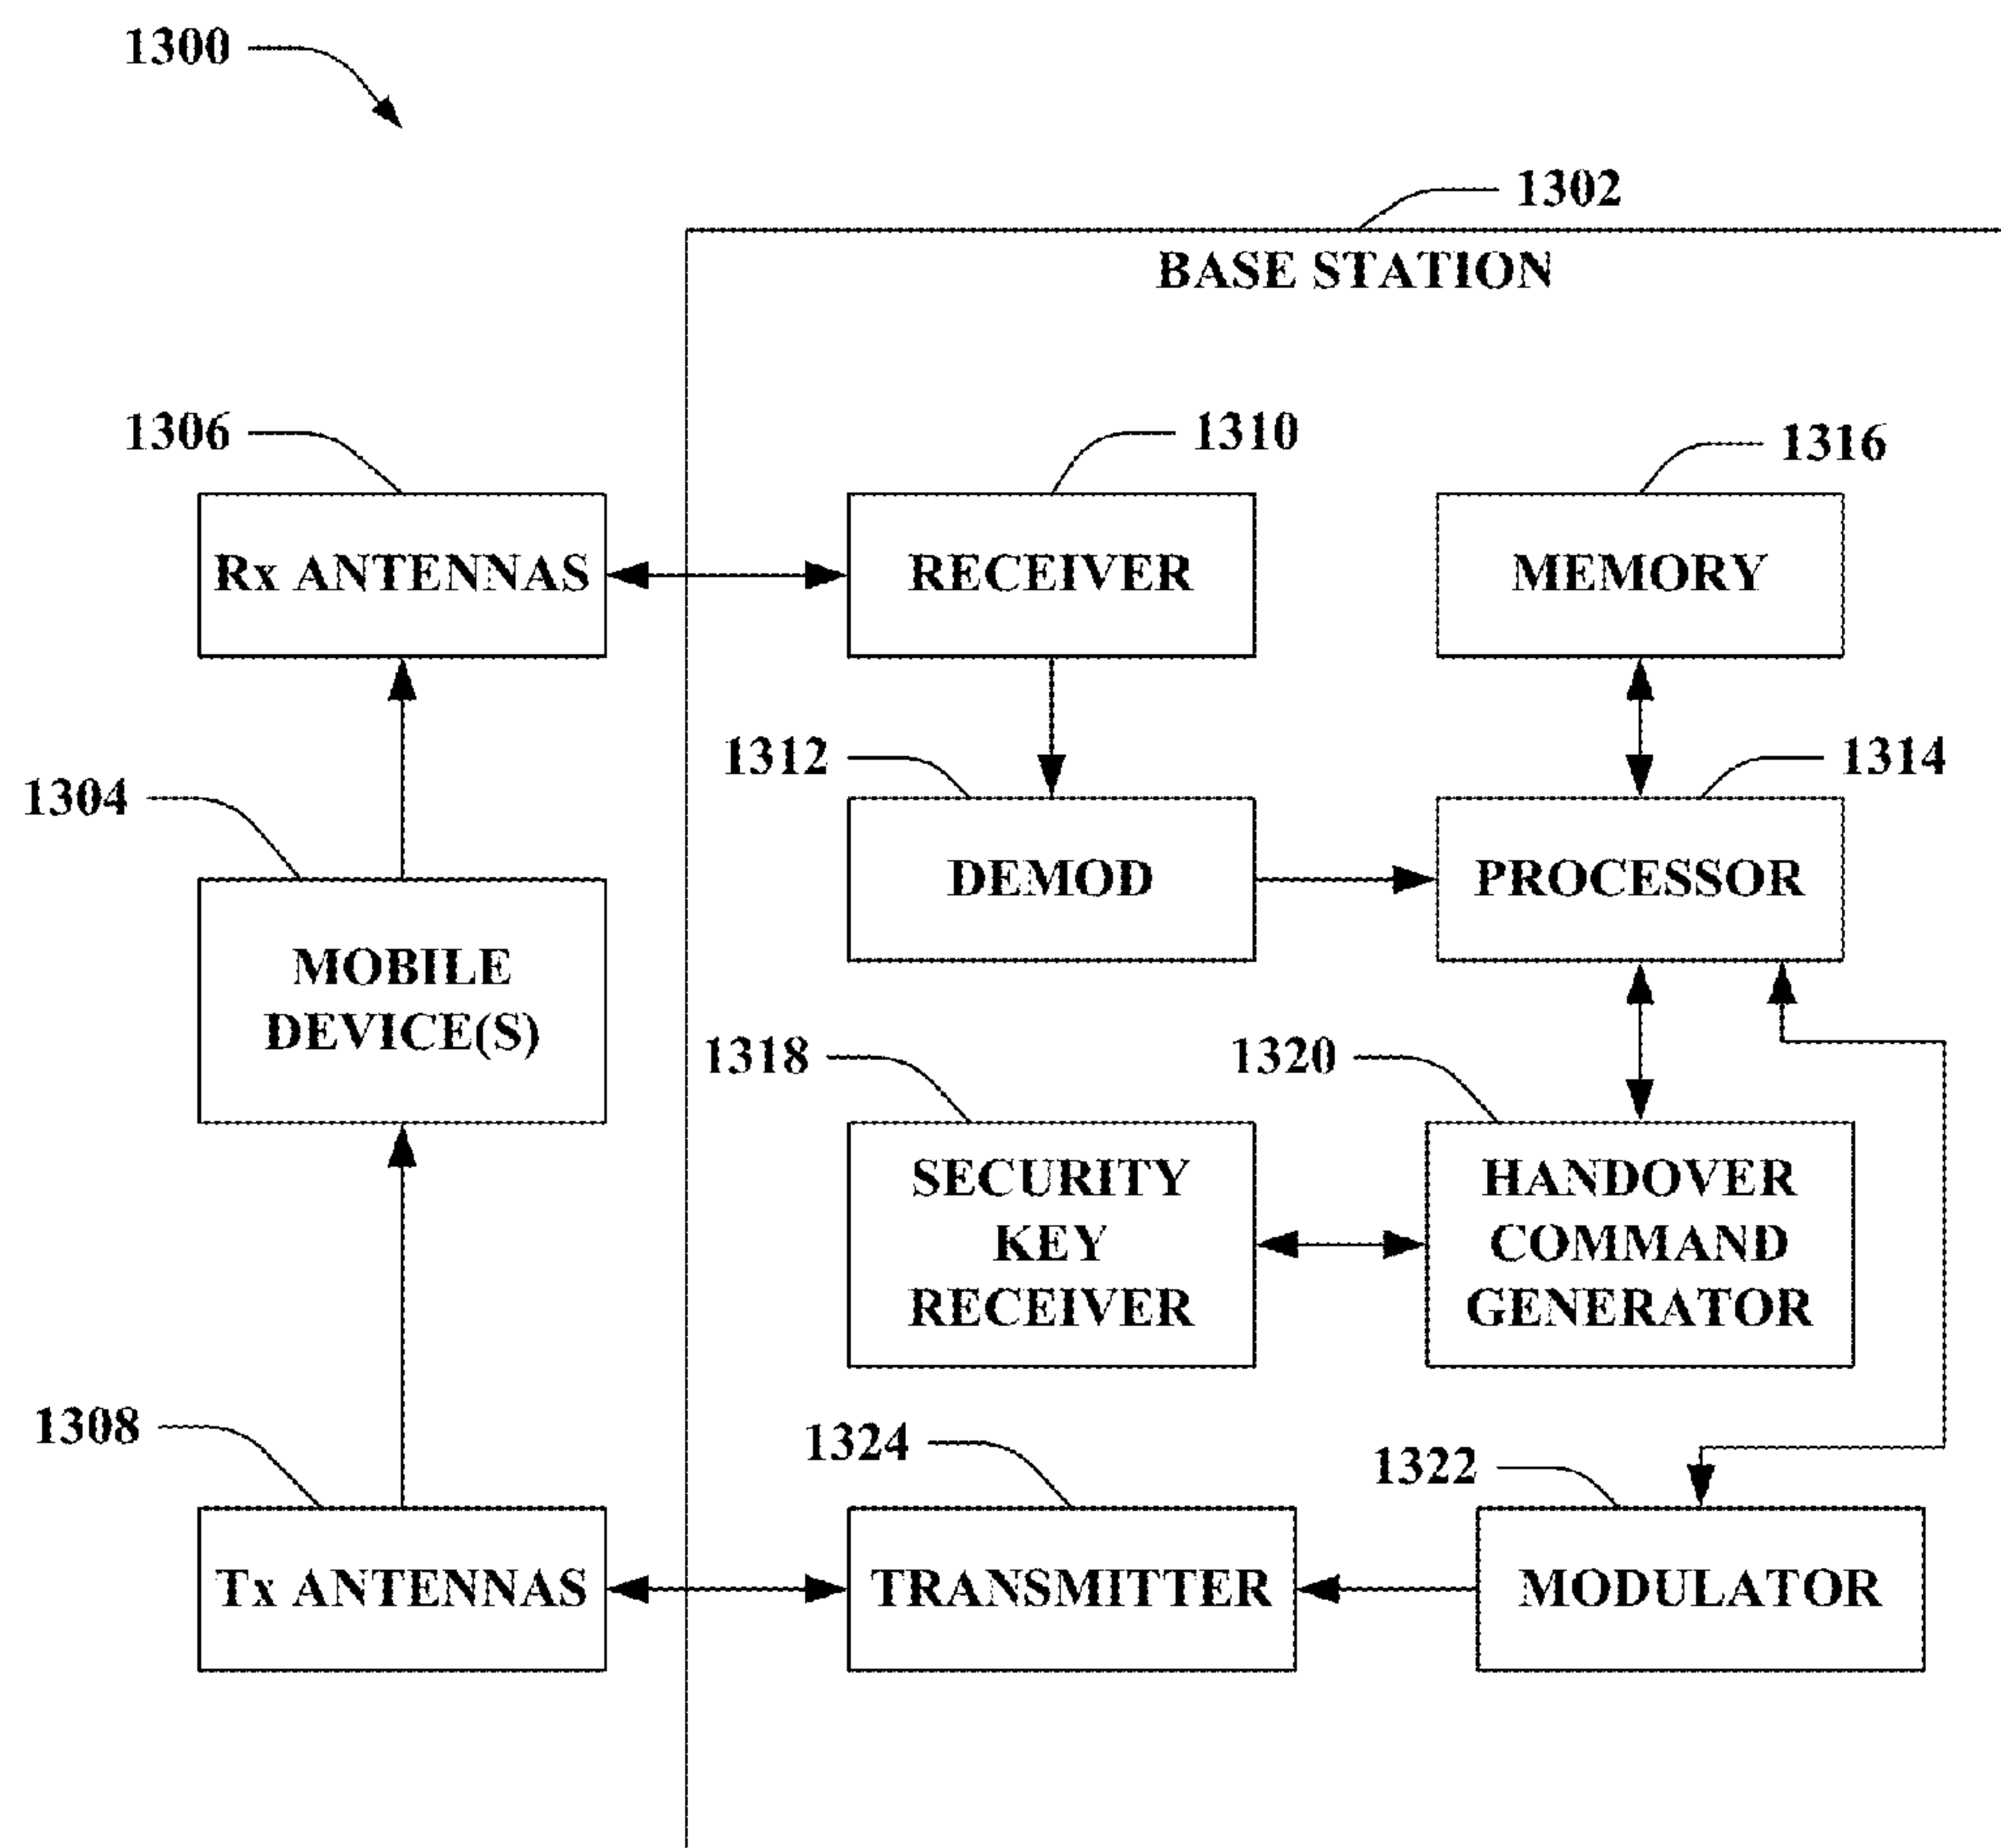 1300
1302
BASE STATION
1306
1310
1316
Rx ANTENNAS
RECEIVER
MEMORY
1312
1314
1304
DEMOD
PROCESSOR
MOBILE
DEVICE(S)
1318
1320
SECURITY
KEY
RECEIVER
HANDOVER
COMMAND
GENERATOR
1308
1324
1322
Tx ANTENNAS
TRANSMITTER
MODULATOR